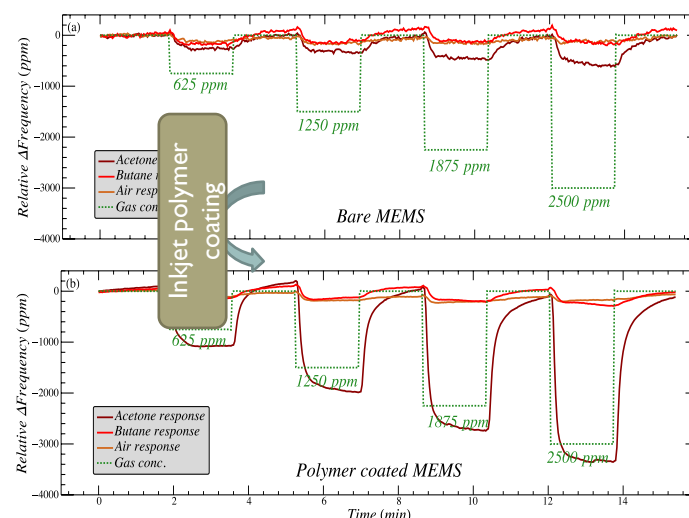 (a)
0
-1000
-2000
-3000
-4000
Relative ΔFrequency (ppm)
625 ppm
1250 ppm
1875 ppm
2500 ppm
Acetone
Butane
Air resp
Gas con
Bare MEMS
Inkjet polymer
coating
(b)
0
-1000
-2000
-3000
-4000
Relative ΔFrequency (ppm)
625 ppm
1250 ppm
1875 ppm
2500 ppm
Acetone response
Butane response
Air response
Gas conc.
Polymer coated MEMS
0 2 4 6 8 10 12 14
Time (min)